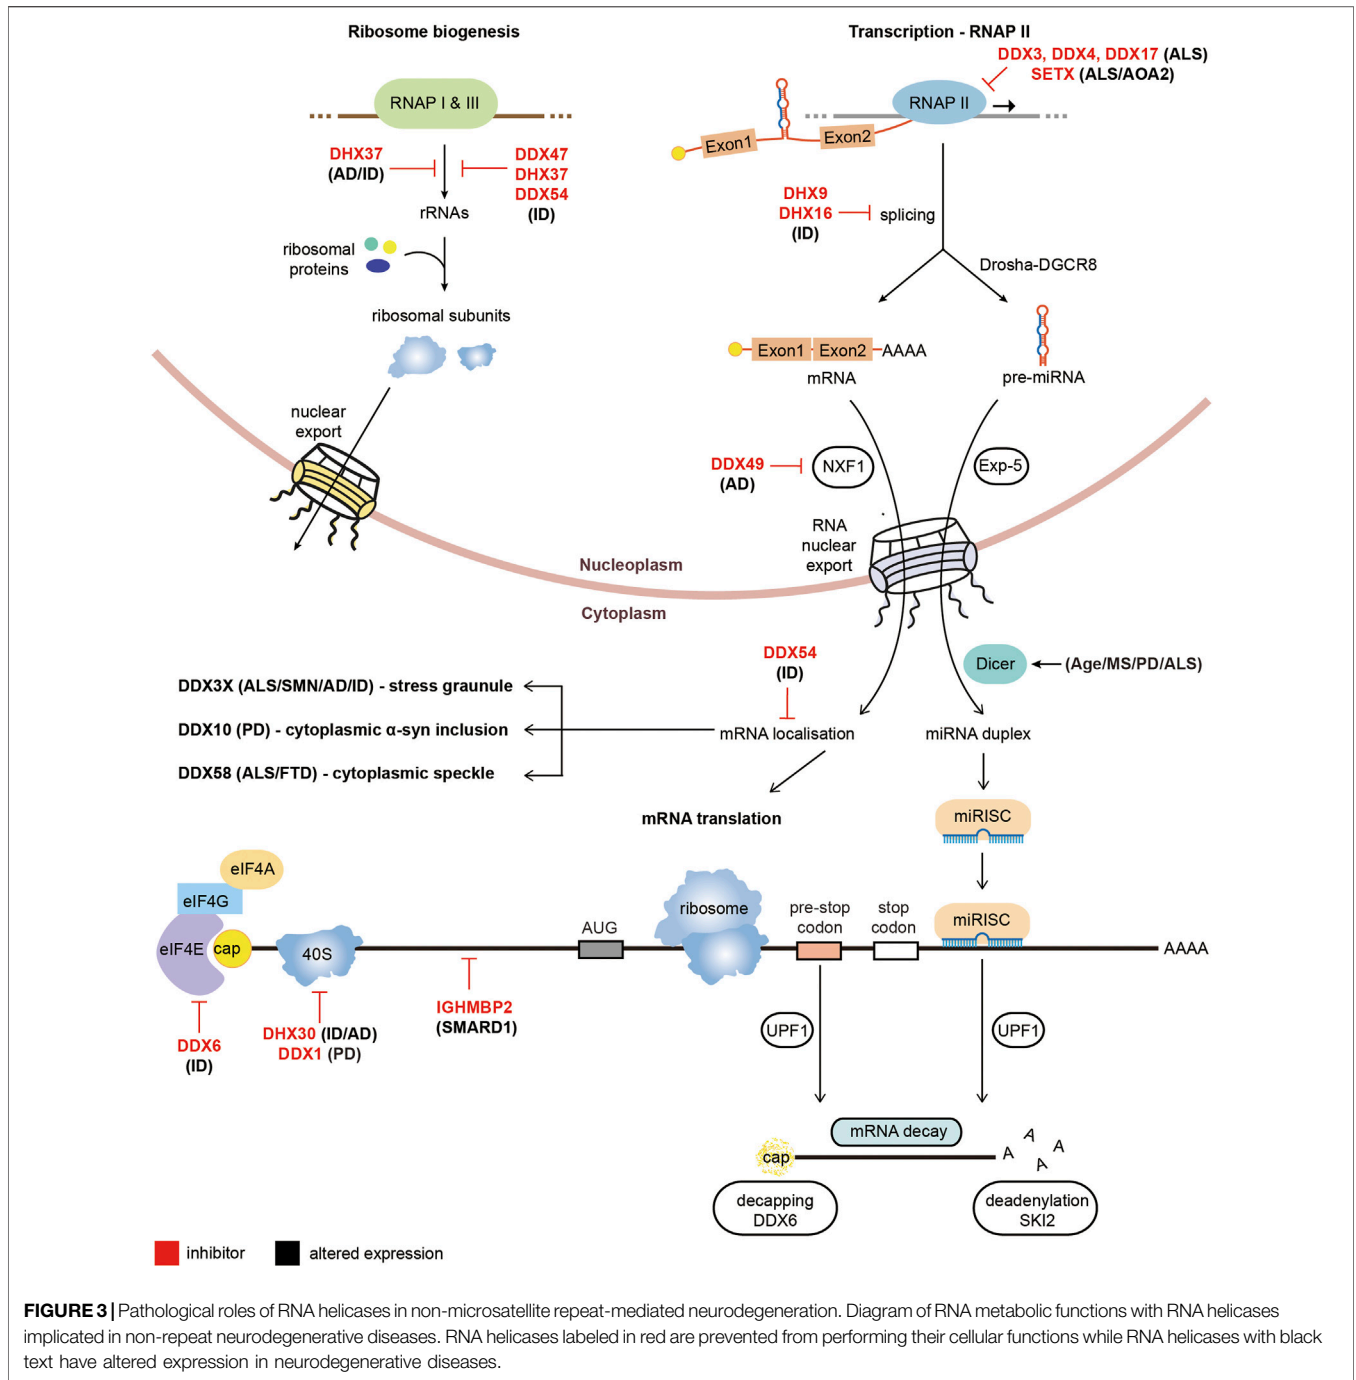 Ribosome biogenesis
Transcription - RNAP II
DDX3, DDX4, DDX17 (ALS)
SETX (ALS/AOA2)
RNAP I & III
RNAP II
Exon1
Exon2
DHX37
(AD/ID)
DDX47
DHX37
DDX54
(ID)
rRNAs
DHX9
DHX16
(ID)
splicing
ribosomal
proteins
Drosha-DGCR8
ribosomal subunits
Exon1
Exon2
AAAA
mRNA
pre-miRNA
nuclear
export
DDX49
(AD)
NXF1
Exp-5
RNA
nuclear
export
Nucleoplasm
Cytoplasm
DDX54
(ID)
Dicer
(Age/MS/PD/ALS)
DDX3X (ALS/SMN/AD/ID) - stress graunule
DDX10 (PD) - cytoplasmic α-syn inclusion
DDX58 (ALS/FTD) - cytoplasmic speckle
mRNA localisation
miRNA duplex
mRNA translation
miRISC
eIF4A
eIF4G
eIF4E
cap
40S
AUG
ribosome
pre-stop
codon
stop
codon
miRISC
AAAA
DDX6
(ID)
DHX30 (ID/AD)
DDX1 (PD)
IGHMBP2
(SMARD1)
UPF1
UPF1
mRNA decay
cap
A
A
A
A
decapping
DDX6
deadenylation
SKI2
inhibitor
altered expression
FIGURE 3 | Pathological roles of RNA helicases in non-microsatellite repeat-mediated neurodegeneration. Diagram of RNA metabolic functions with RNA helicases
implicated in non-repeat neurodegenerative diseases. RNA helicases labeled in red are prevented from performing their cellular functions while RNA helicases with black
text have altered expression in neurodegenerative diseases.